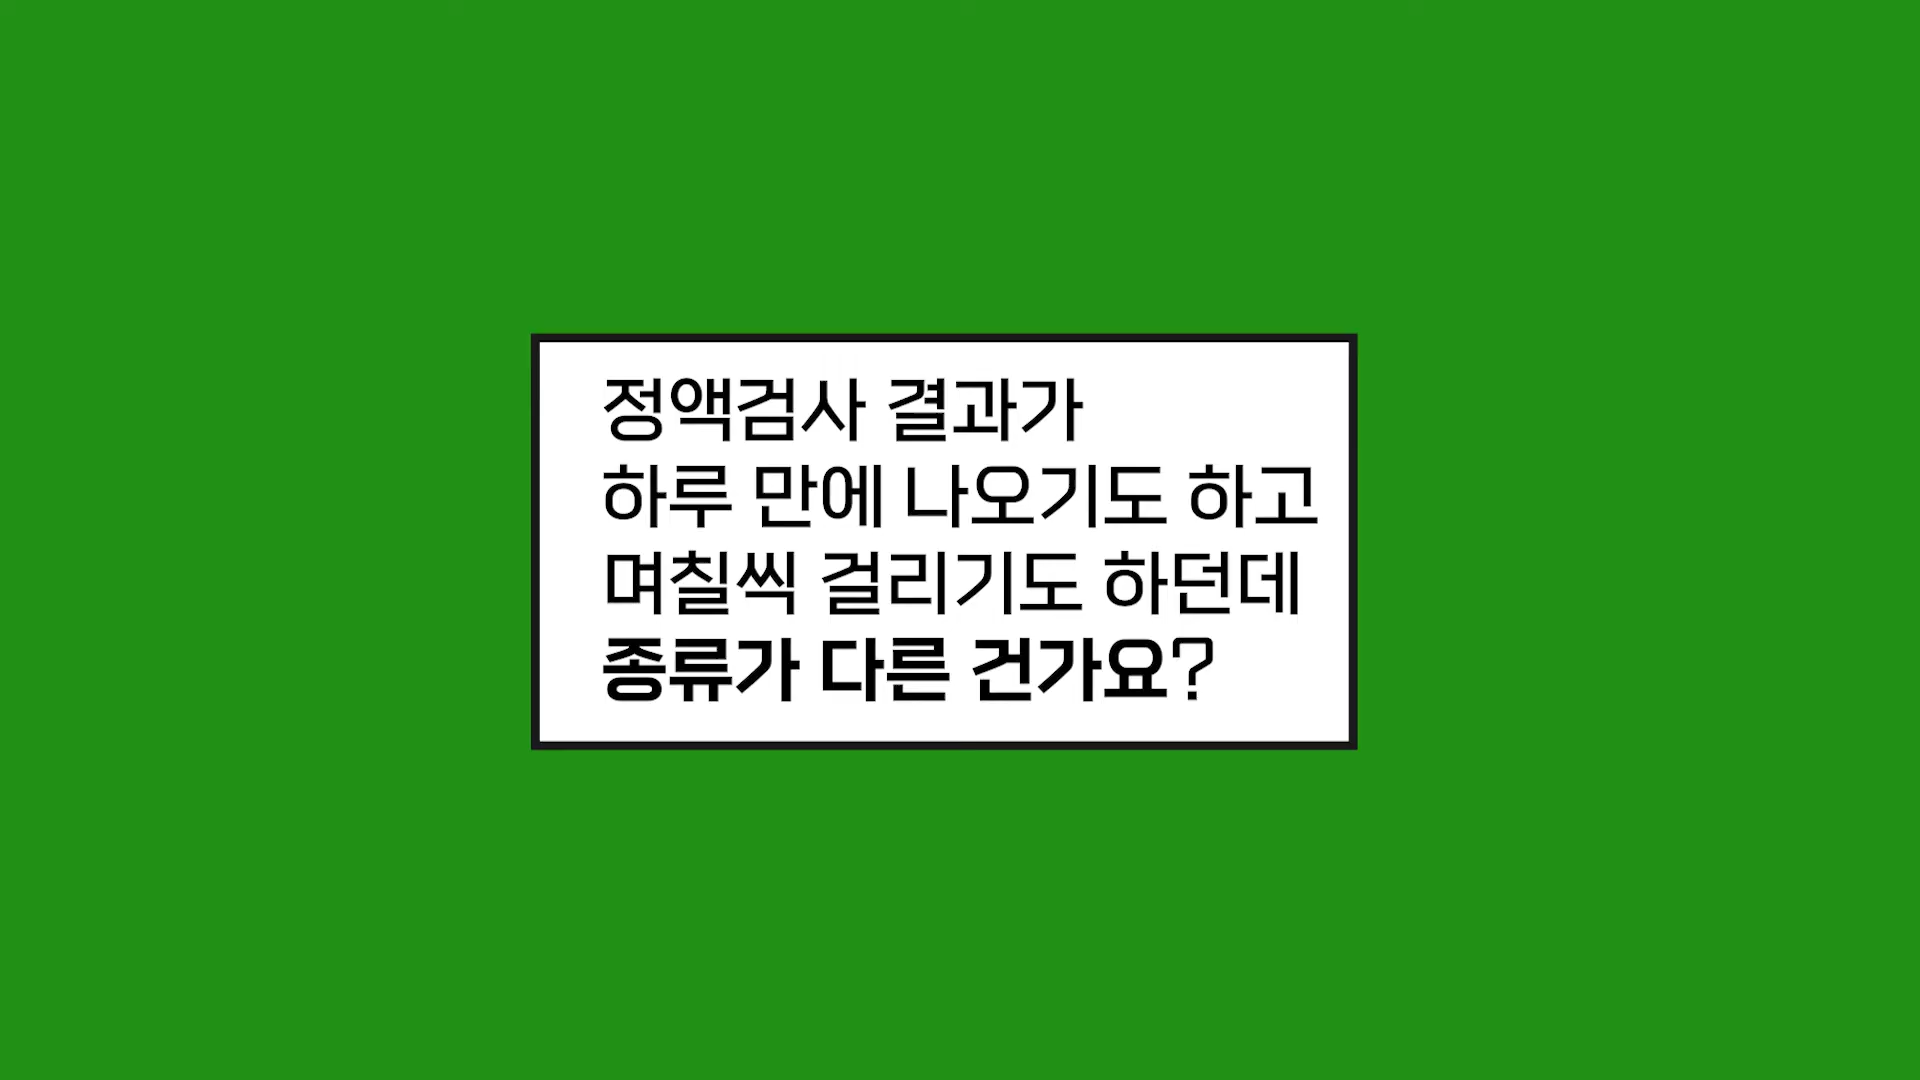 정액검사 결과가
하루 만에 나오기도 하고
며칠씩 걸리기도 하던데
종류가 다른 건가요?